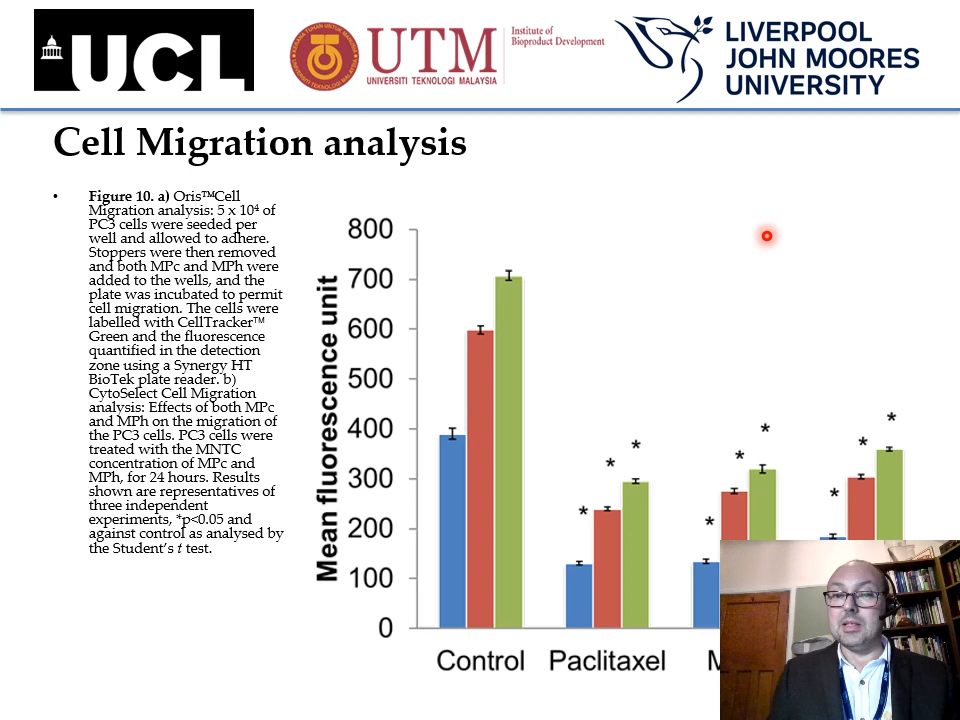 UCL
UTM
UNIVERSITI TEKNOLOGI MALAYSIA
Institute of
Bioproduct Development
LIVERPOOL
JOHN MOORES
UNIVERSITY
Cell Migration analysis
• Figure 10. a) Oris™Cell
Migration analysis: 5 x 10⁴ of
PC3 cells were seeded per
well and allowed to adhere.
Stoppers were then removed
and both MPc and MPh were
added to the wells, and the
plate was incubated to permit
cell migration. The cells were
labelled with CellTracker™
Green and the fluorescence
quantified in the detection
zone using a Synergy HT
BioTek plate reader. b)
CytoSelect Cell Migration
analysis: Effects of both MPc
and MPh on the migration of
the PC3 cells. PC3 cells were
treated with the MNTC
concentration of MPc and
MPh, for 24 hours. Results
shown are representatives of
three independent
experiments, *p<0.05 and
against control as analysed by
the Student's t test.
Mean fluorescence unit
800
700
600
500
400
300
200
100
0
* * *
* * *
* * *
Control Paclitaxel M